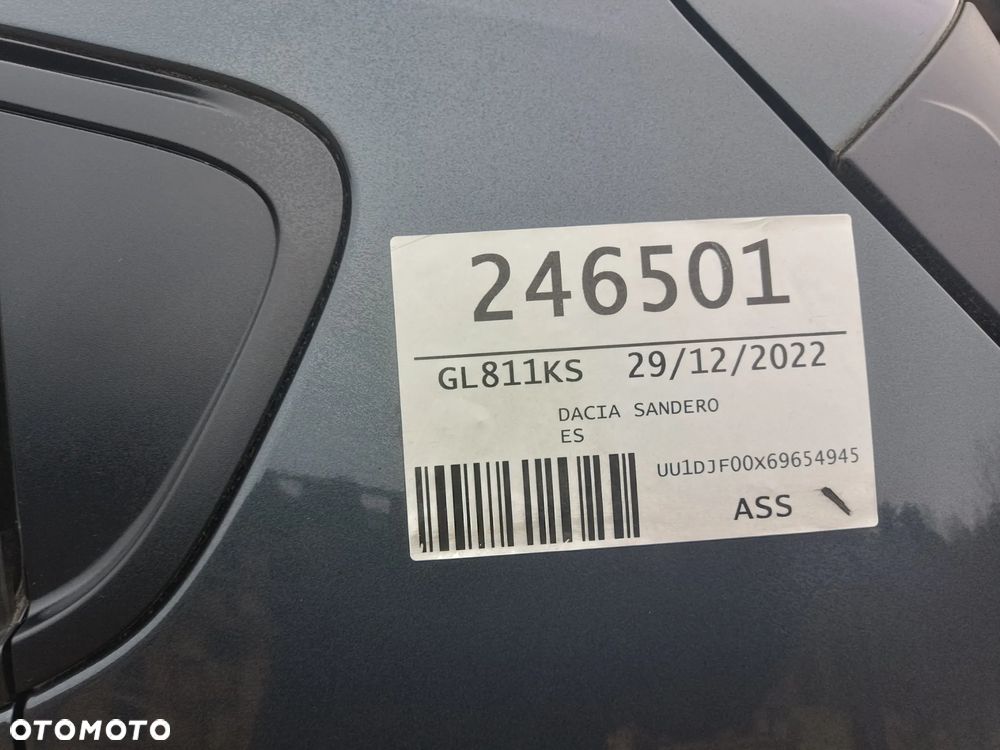 246501
GL811KS 29/12/2022
DACIA SANDERO
ES
UU1DJF00X69654945
ASS
OTOMOTO